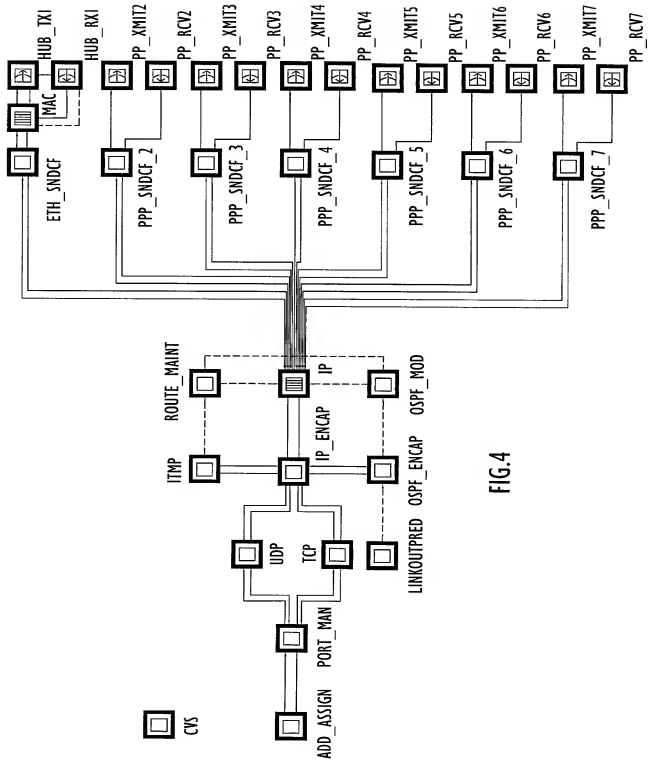 HUB_TX1
HUB_RX1
MAC
ETH_SNDCF
PP_XMIT2
PP_RCV2
PPP_SNDCF_2
PP_XMIT3
PP_RCV3
PPP_SNDCF_3
PP_XMIT4
PP_RCV4
PPP_SNDCF_4
PP_XMIT5
PP_RCV5
PPP_SNDCF_5
PP_XMIT6
PP_RCV6
PPP_SNDCF_6
PP_XMIT7
PP_RCV7
PPP_SNDCF_7
ROUTE_MAINT
IP
OSPF_MOD
ITMP
IP_ENCAP
OSPF_ENCAP
UDP
TCP
LINKOUTPRED
PORT_MAN
CVS
ADD_ASSIGN
FIG.4